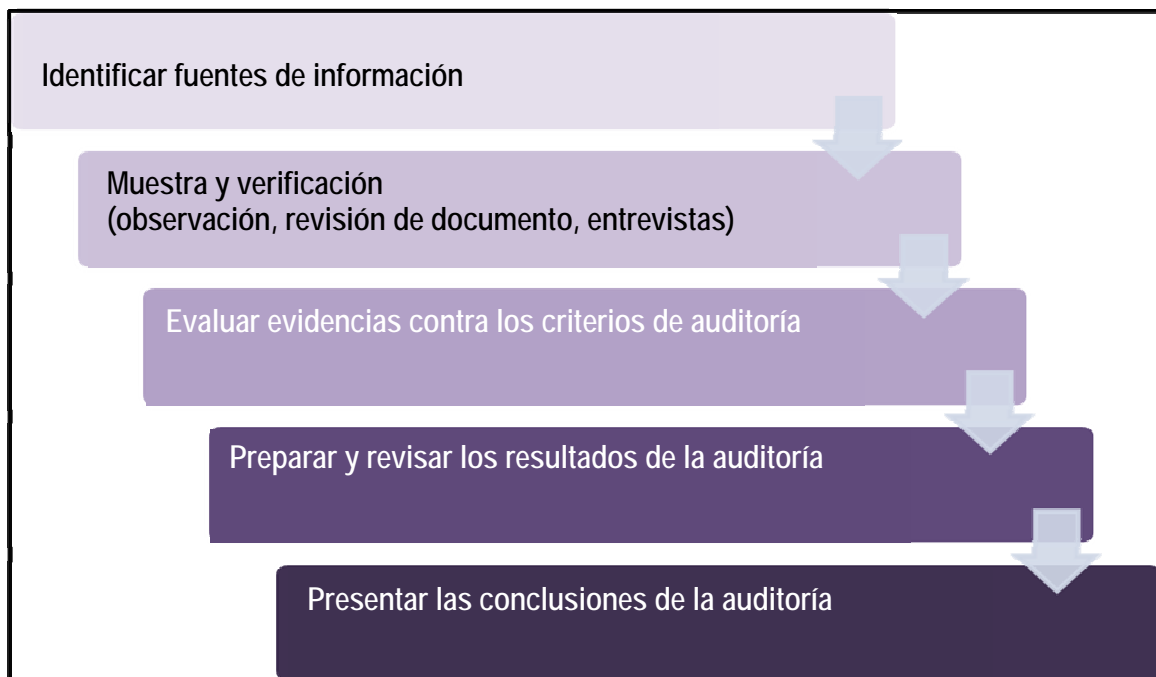 Identificar fuentes de información
Muestra y verificación
(observación, revisión de documento, entrevistas)
Evaluar evidencias contra los criterios de auditoría
Preparar y revisar los resultados de la auditoría
Presentar las conclusiones de la auditoría